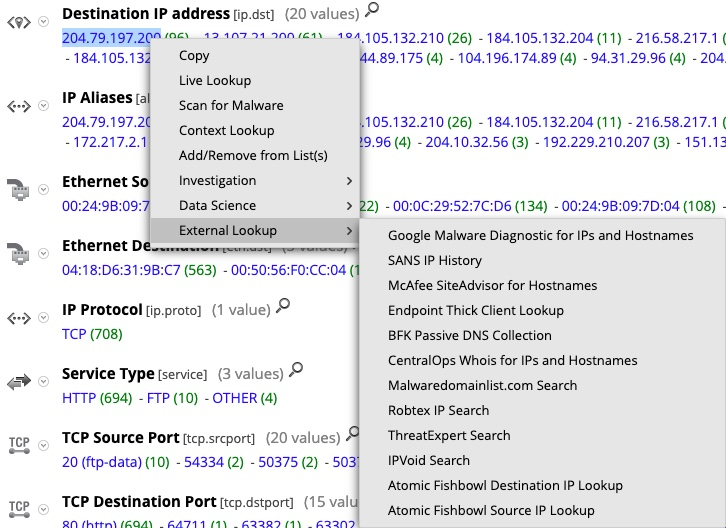 Destination IP address [ip.dst] (20 values)
204.79.197.200 (96) - 13.107.21.200 (61) - 184.105.132.210 (26) - 184.105.132.204 (11) - 216.58.217.1 (
- 184.105.132 44.89.175 (4) - 104.196.174.89 (4) - 94.31.29.96 (4) - 204.
Copy
Live Lookup
Scan for Malware
Context Lookup
Add/Remove from List(s)
Investigation
Data Science
External Lookup
IP Aliases [al
204.79.197.20 .105.132.210 (26) - 184.105.132.204 (11) - 216.58.217.1 (
- 172.217.2.1 29.96 (4) - 204.10.32.56 (3) - 192.229.210.207 (3) - 151.13
Ethernet So
00:24:9B:09:7 22) - 00:0C:29:52:7C:D6 (134) - 00:24:9B:09:7D:04 (108) -
Ethernet Destination
04:18:D6:31:9B:C7 (563) - 00:50:56:F0:CC:04 (1
Google Malware Diagnostic for IPs and Hostnames
SANS IP History
McAfee SiteAdvisor for Hostnames
Endpoint Thick Client Lookup
BFK Passive DNS Collection
CentralOps Whois for IPs and Hostnames
Malwaredomainlist.com Search
Robtex IP Search
ThreatExpert Search
IPVoid Search
Atomic Fishbowl Destination IP Lookup
Atomic Fishbowl Source IP Lookup
IP Protocol [ip.proto] (1 value)
TCP (708)
Service Type [service] (3 values)
HTTP (694) - FTP (10) - OTHER (4)
TCP
TCP Source Port [tcp.srcport] (20 values)
20 (ftp-data) (10) - 54334 (2) - 50375 (2) - 503
TCP
TCP Destination Port [tcp.dstport] (15 valu
80 (http) (694) - 64711 (1) - 63382 (1) - 63302